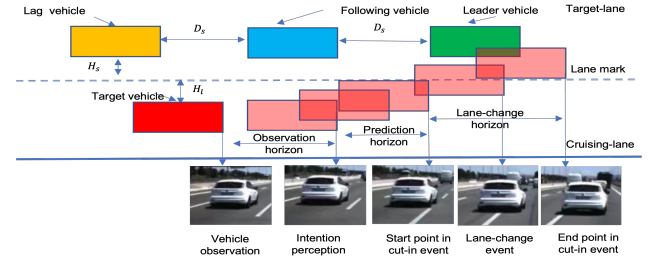 Lag vehicle
Following vehicle
Leader vehicle
Target-lane
D_s
D_s
H_s
Lane mark
H_l
Target vehicle
Observation
horizon
Prediction
horizon
Lane-change
horizon
Cruising-lane
Vehicle
observation
Intention
perception
Start point in
cut-in event
Lane-change
event
End point in
cut-in event